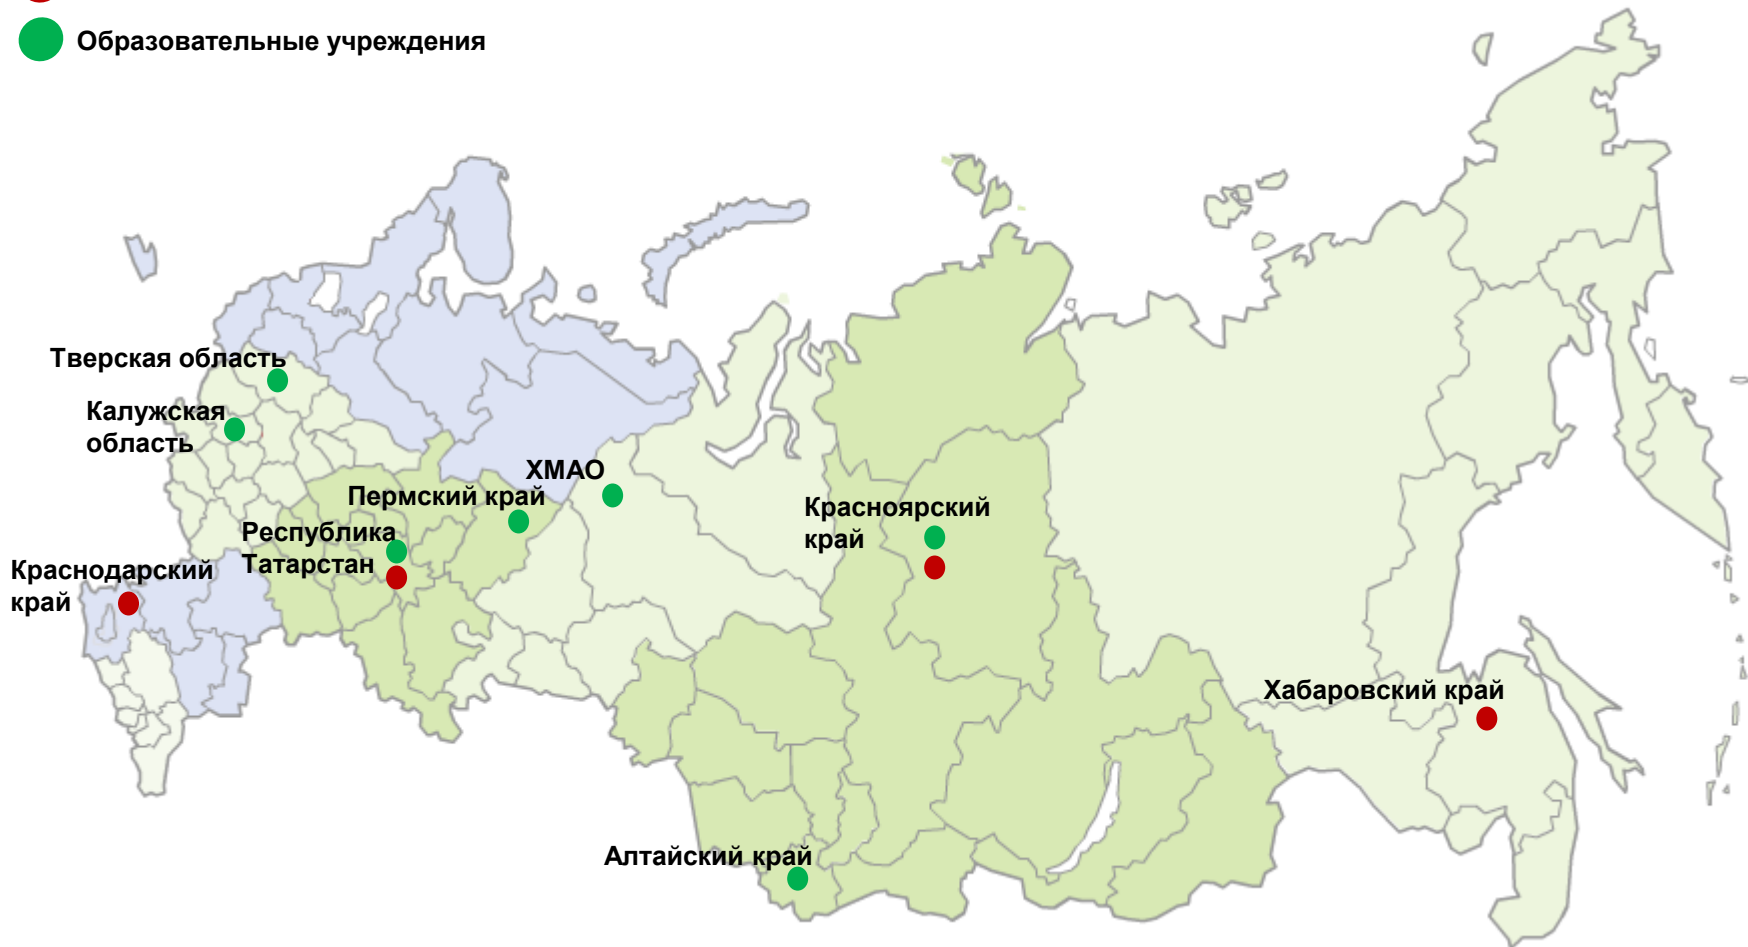 Образовательные учреждения
Тверская область
Калужская
область
ХМАО
Пермский край
Красноярский
край
Республика
Татарстан
Краснодарский
край
Хабаровский край
Алтайский край